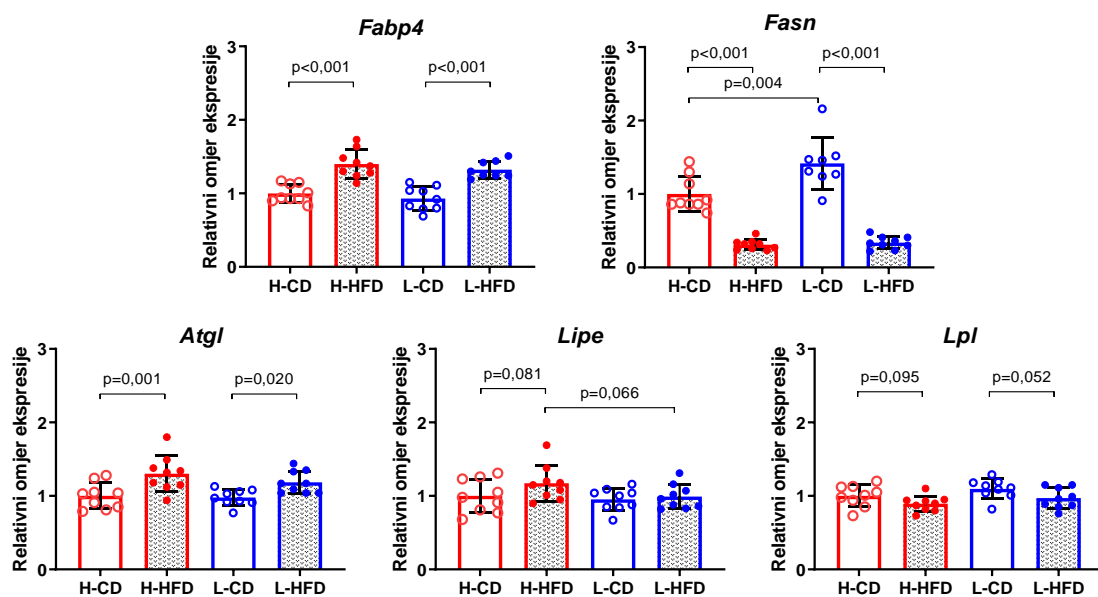 Fabp4
Relativni omjer ekspresije
3
2
1
0
p<0,001
p<0,001
H-CD H-HFD L-CD L-HFD
Fasn
Relativni omjer ekspresije
3
2
1
0
p<0,001
p<0,001
p=0,004
H-CD H-HFD L-CD L-HFD
Atgl
Relativni omjer ekspresije
3
2
1
0
p=0,001
p=0,020
H-CD H-HFD L-CD L-HFD
Lipe
Relativni omjer ekspresije
3
2
1
0
p=0,081
p=0,066
H-CD H-HFD L-CD L-HFD
Lpl
Relativni omjer ekspresije
3
2
1
0
p=0,095
p=0,052
H-CD H-HFD L-CD L-HFD